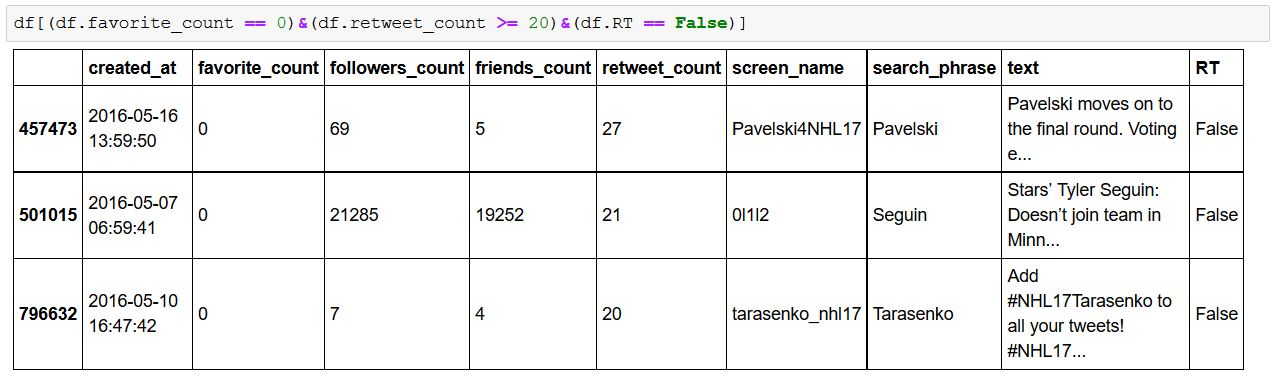 df[(df.favorite_count == 0)&(df.retweet_count >= 20)&(df.RT == False)]
created_at favorite_count followers_count friends_count retweet_count screen_name search_phrase text RT
457473 2016-05-16 13:59:50 0 69 5 27 Pavelski4NHL17 Pavelski Pavelski moves on to the final round. Voting e... False
501015 2016-05-07 06:59:41 0 21285 19252 21 0l1l2 Seguin Stars’ Tyler Seguin: Doesn’t join team in Minn... False
796632 2016-05-10 16:47:42 0 7 4 20 tarasenko_nhl17 Tarasenko Add #NHL17Tarasenko to all your tweets! #NHL17... False